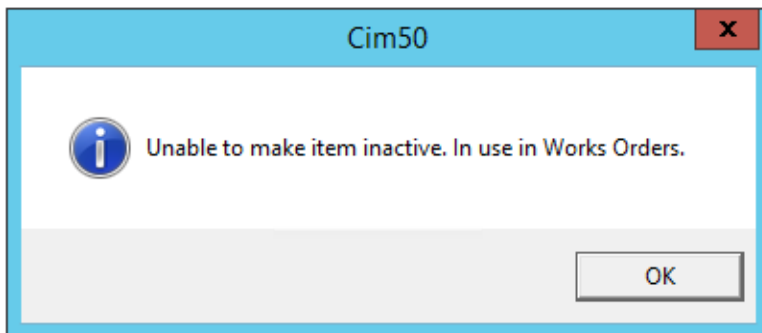 Cim50
x
Unable to make item inactive. In use in Works Orders.
OK